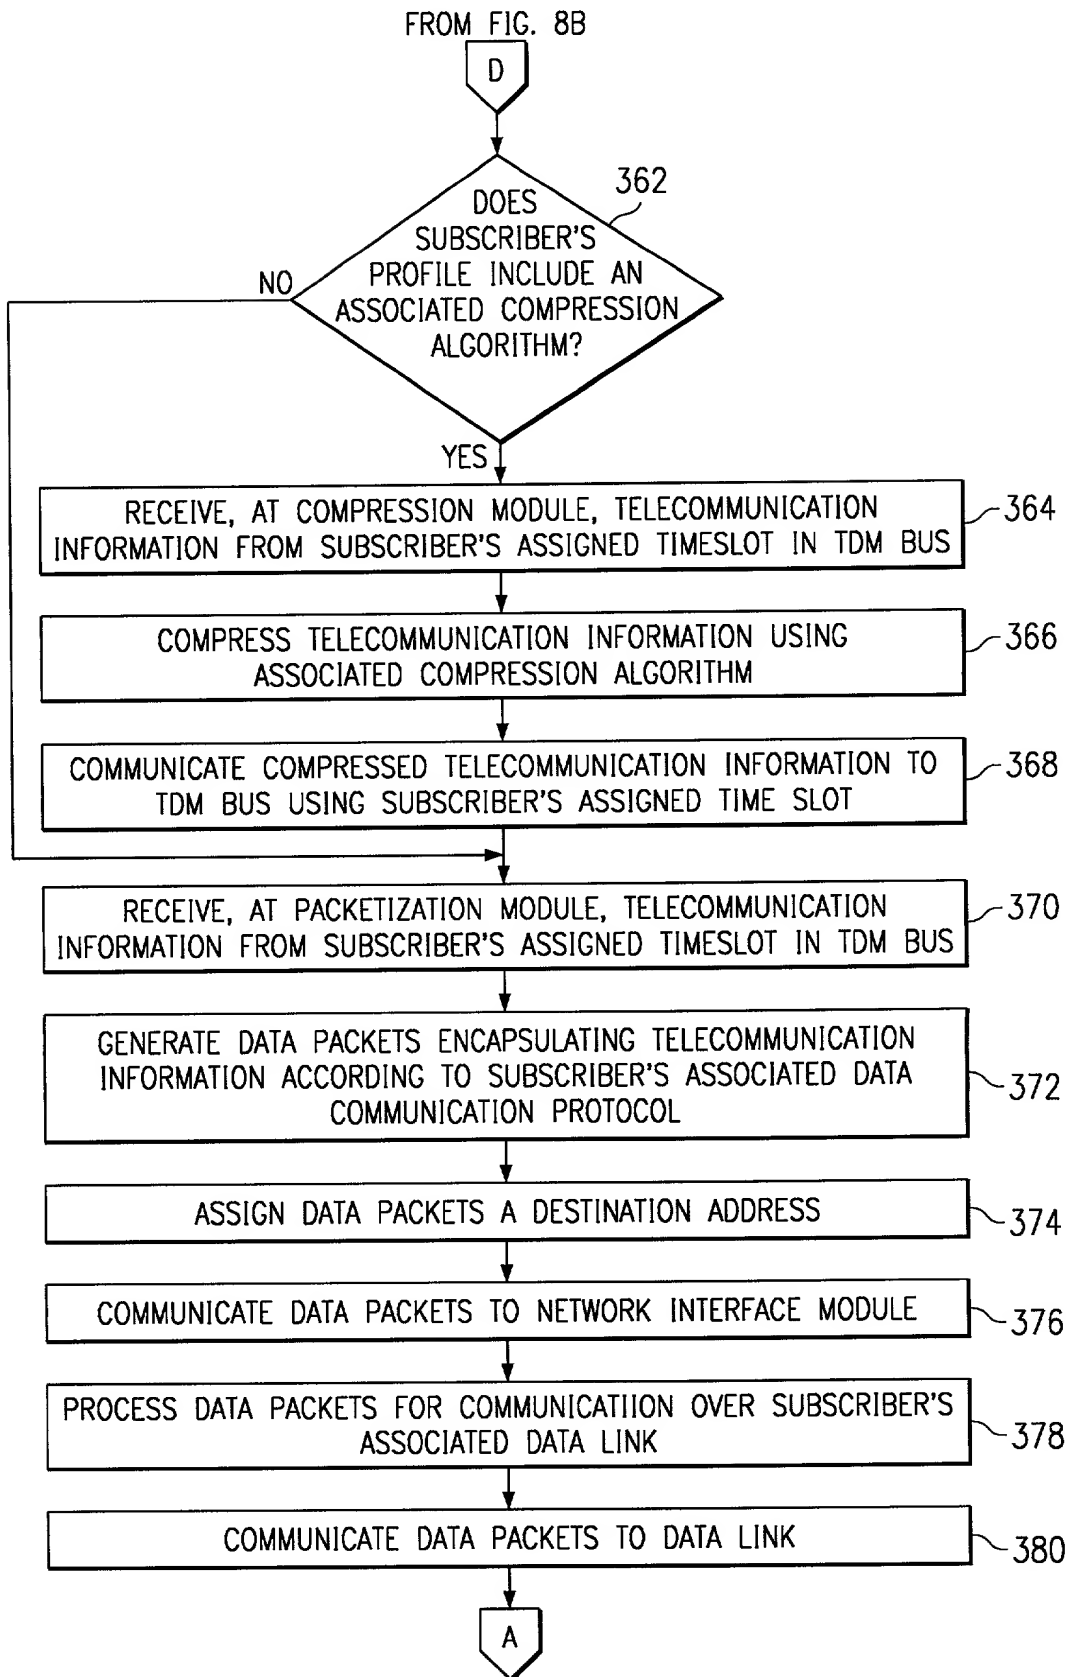 FROM FIG. 8B
D
362
DOES
SUBSCRIBER'S
PROFILE INCLUDE AN
ASSOCIATED COMPRESSION
ALGORITHM?
NO
YES
RECEIVE, AT COMPRESSION MODULE, TELECOMMUNICATION
INFORMATION FROM SUBSCRIBER'S ASSIGNED TIMESLOT IN TDM BUS
364
COMPRESS TELECOMMUNICATION INFORMATION USING
ASSOCIATED COMPRESSION ALGORITHM
366
COMMUNICATE COMPRESSED TELECOMMUNICATION INFORMATION TO
TDM BUS USING SUBSCRIBER'S ASSIGNED TIME SLOT
368
RECEIVE, AT PACKETIZATION MODULE, TELECOMMUNICATION
INFORMATION FROM SUBSCRIBER'S ASSIGNED TIMESLOT IN TDM BUS
370
GENERATE DATA PACKETS ENCAPSULATING TELECOMMUNICATION
INFORMATION ACCORDING TO SUBSCRIBER'S ASSOCIATED DATA
COMMUNICATION PROTOCOL
372
ASSIGN DATA PACKETS A DESTINATION ADDRESS
374
COMMUNICATE DATA PACKETS TO NETWORK INTERFACE MODULE
376
PROCESS DATA PACKETS FOR COMMUNICATIION OVER SUBSCRIBER'S
ASSOCIATED DATA LINK
378
COMMUNICATE DATA PACKETS TO DATA LINK
380
A